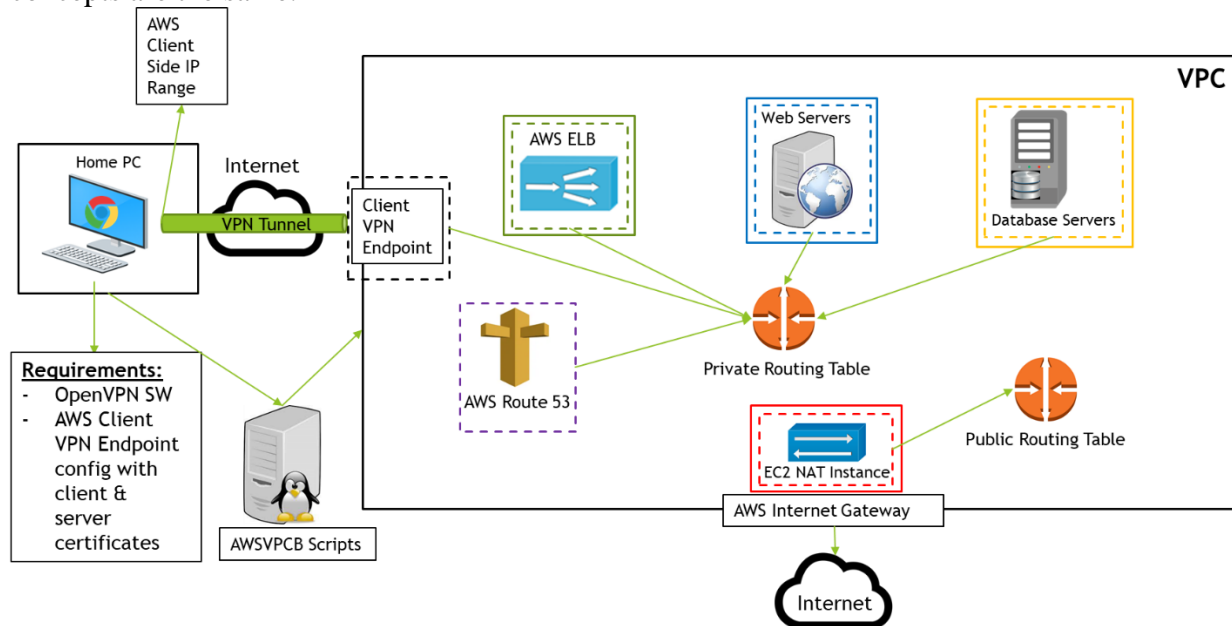 AWS
Client
Side IP
Range
VPC
Home PC
Internet
VPN Tunnel
Client
VPN
Endpoint
AWS ELB
Web Servers
Database Servers
AWS Route 53
Private Routing Table
Public Routing Table
EC2 NAT Instance
AWS Internet Gateway
Internet
Requirements:
- OpenVPN SW
- AWS Client
VPN Endpoint
config with
client &
server
certificates
AWSVPCB Scripts